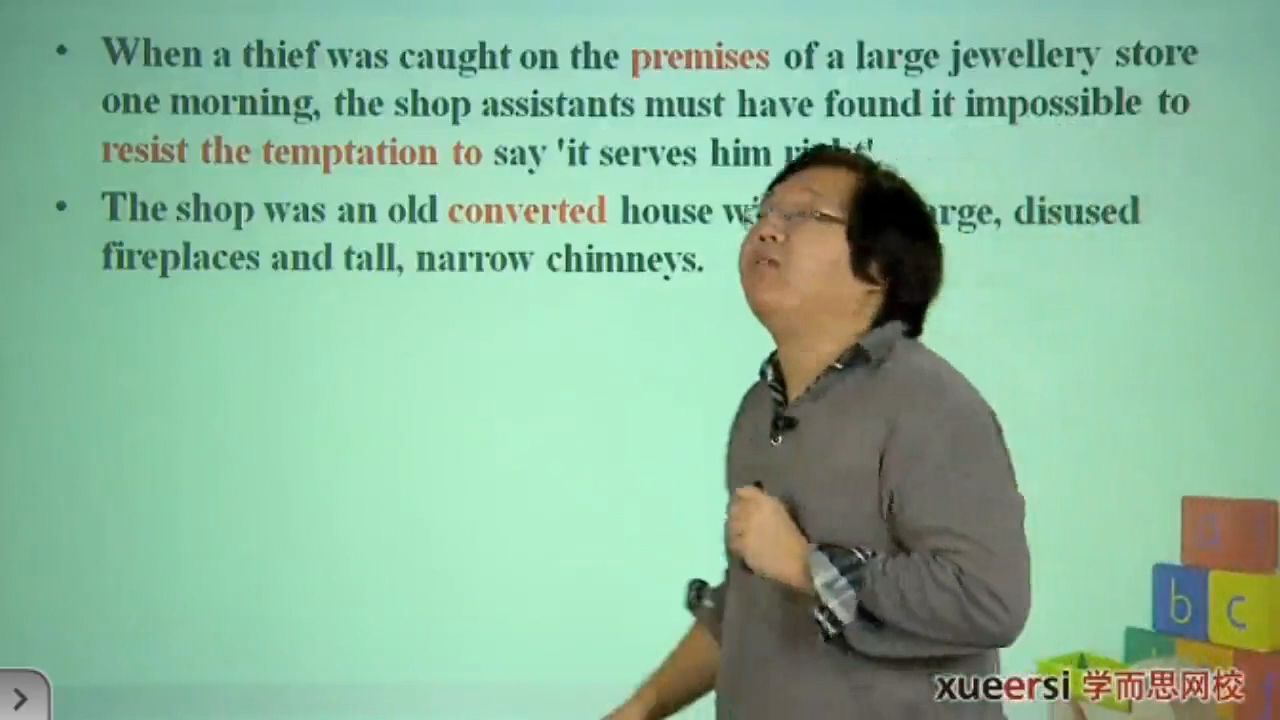 • When a thief was caught on the premises of a large jewellery store
one morning, the shop assistants must have found it impossible to
resist the temptation to say 'it serves him right'.
• The shop was an old converted house large, disused
fireplaces and tall, narrow chimneys.
a
b c
xueersi 学而思网校